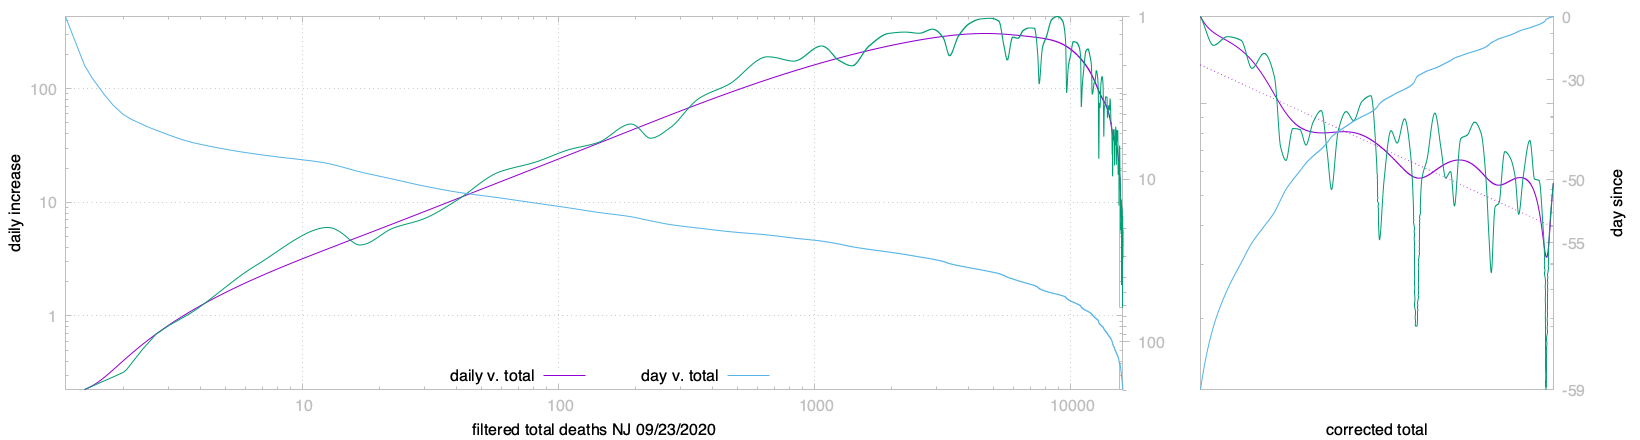 daily increase
100
10
1
10
100
1000
10000
filtered total deaths NJ 09/23/2020
daily v. total
day v. total
1
10
100
corrected total
0
-30
-50
-55
-59
day since